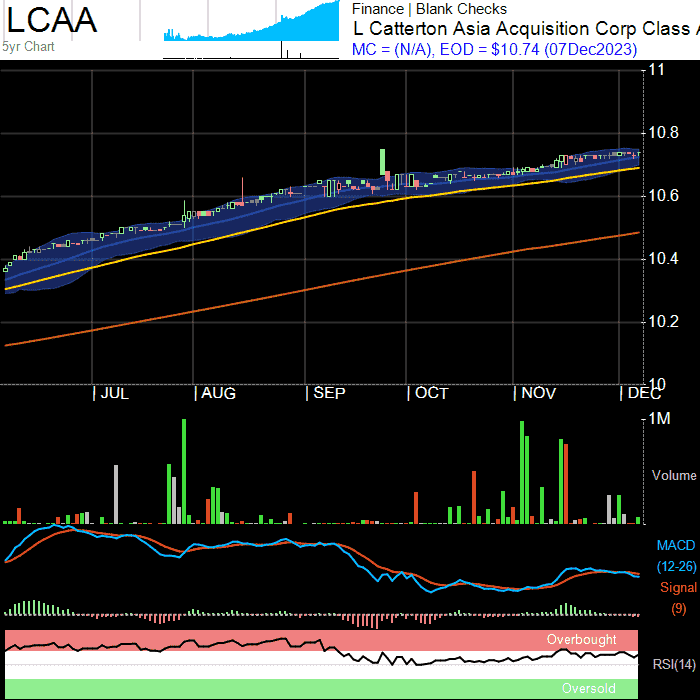 LCAA
5yr Chart
Finance | Blank Checks
L Catterton Asia Acquisition Corp Class A
MC = (N/A), EOD = $10.74 (07Dec2023)
11
10.8
10.6
10.4
10.2
10
JUL AUG SEP OCT NOV DEC
1M
Volume
MACD
(12-26)
Signal
(9)
Overbought
RSI(14)
Oversold